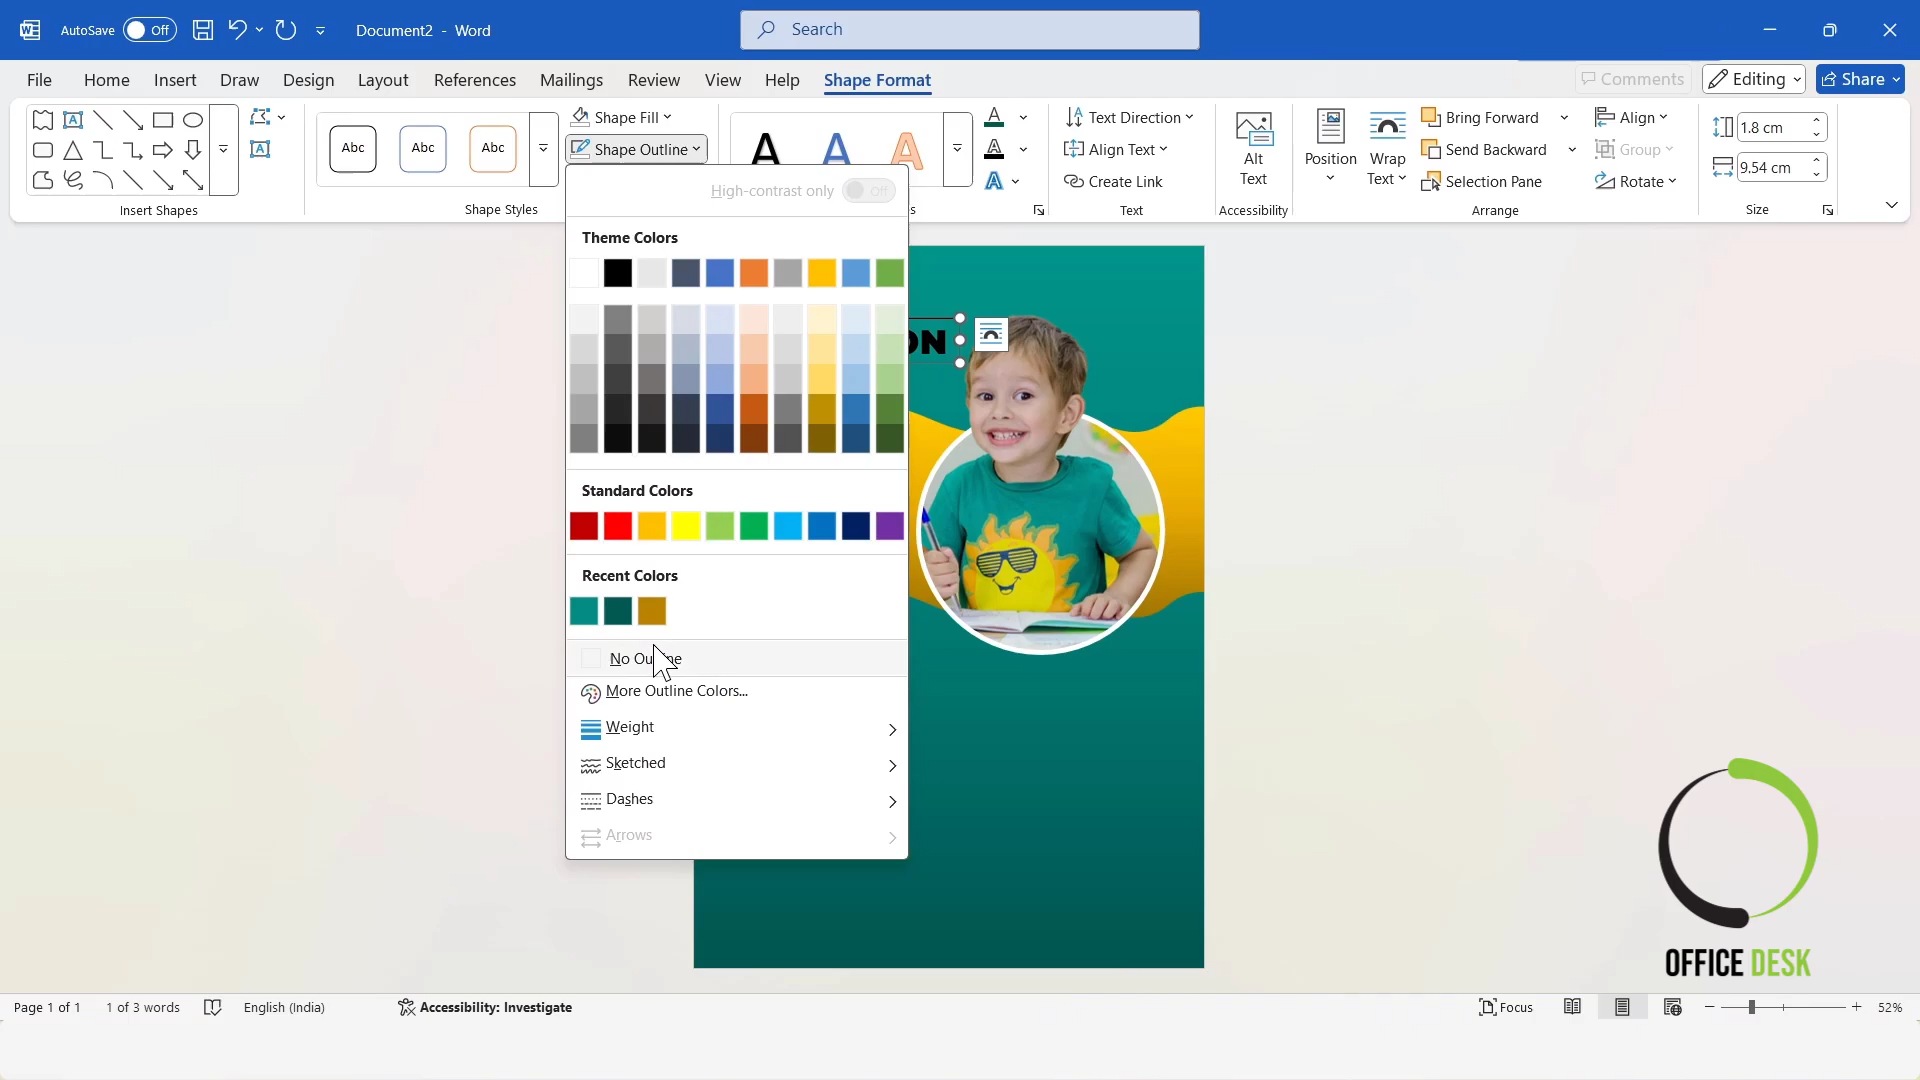 AutoSave Off Document2 - Word
Search
File Home Insert Draw Design Layout References Mailings Review View Help Shape Format
Comments Editing Share
Abc Abc Abc
Shape Fill
Shape Outline
A A A
A
A
A
Text Direction
Align Text
Create Link
Alt
Text
Position
Wrap
Text
Bring Forward
Send Backward
Selection Pane
Align
Group
Rotate
1.8 cm
9.54 cm
Insert Shapes Shape Styles s Text Accessibility Arrange Size
High-contrast only Off
Theme Colors
Standard Colors
Recent Colors
No Outline
More Outline Colors...
Weight
Sketched
Dashes
Arrows
ON
OFFICE DESK
Page 1 of 1 1 of 3 words English (India) Accessibility: Investigate Focus 52%